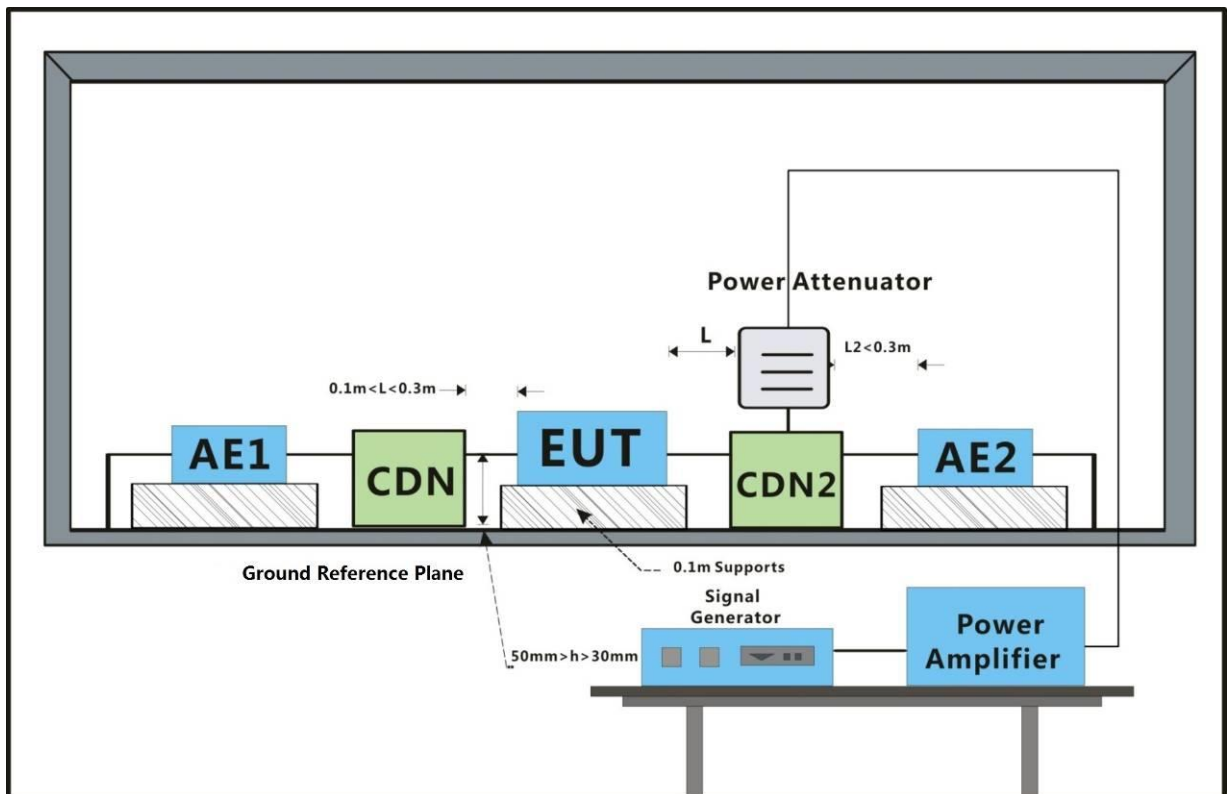 Power Attenuator
L
L2<0.3m
0.1m<L<0.3m
AE1
CDN
EUT
CDN2
AE2
Ground Reference Plane
0.1m Supports
Signal
Generator
50mm>h>30mm
Power
Amplifier